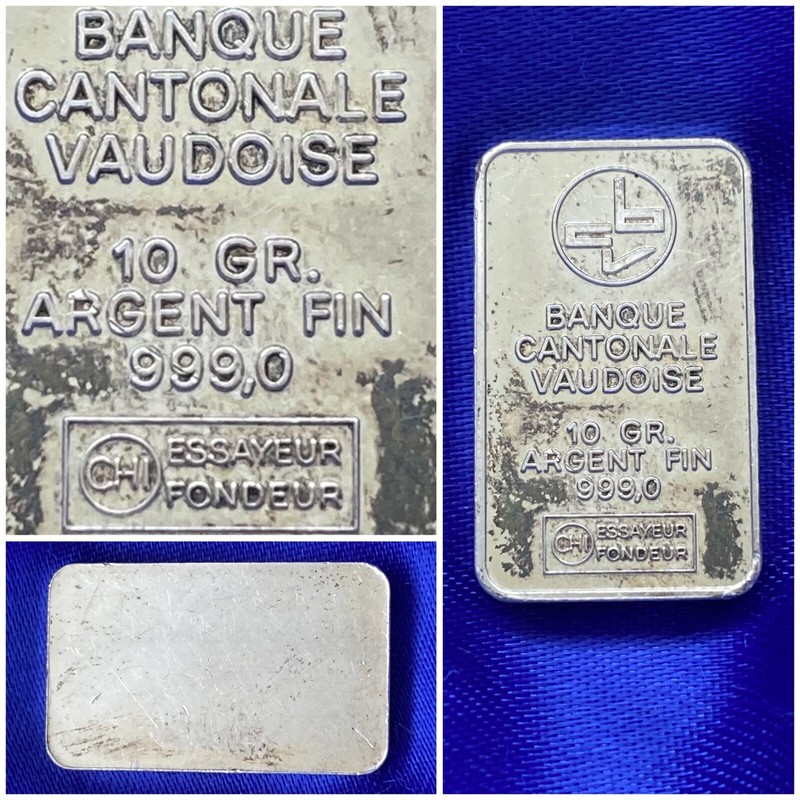 BANQUE
CANTONALE
VAUDOISE
10 GR.
ARGENT FIN
999,0
CHI ESSAYEUR
FONDEUR
bcv
BANQUE
CANTONALE
VAUDOISE
10 GR.
ARGENT FIN
999,0
CHI ESSAYEUR
FONDEUR